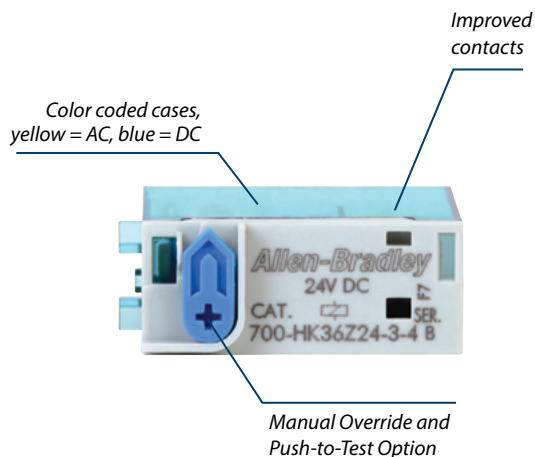 Improved
contacts
Color coded cases,
yellow = AC, blue = DC
Allen-Bradley
24V DC
F7
CAT.
SER.
700-HK36Z24-3-4 B
Manual Override and
Push-to-Test Option